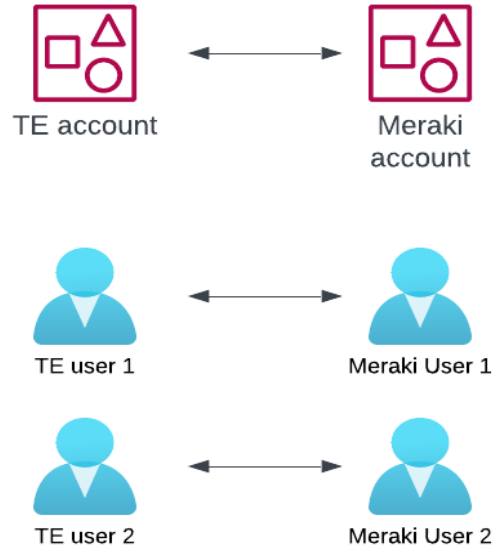 TE account
Meraki
account
TE user 1
Meraki User 1
TE user 2
Meraki User 2